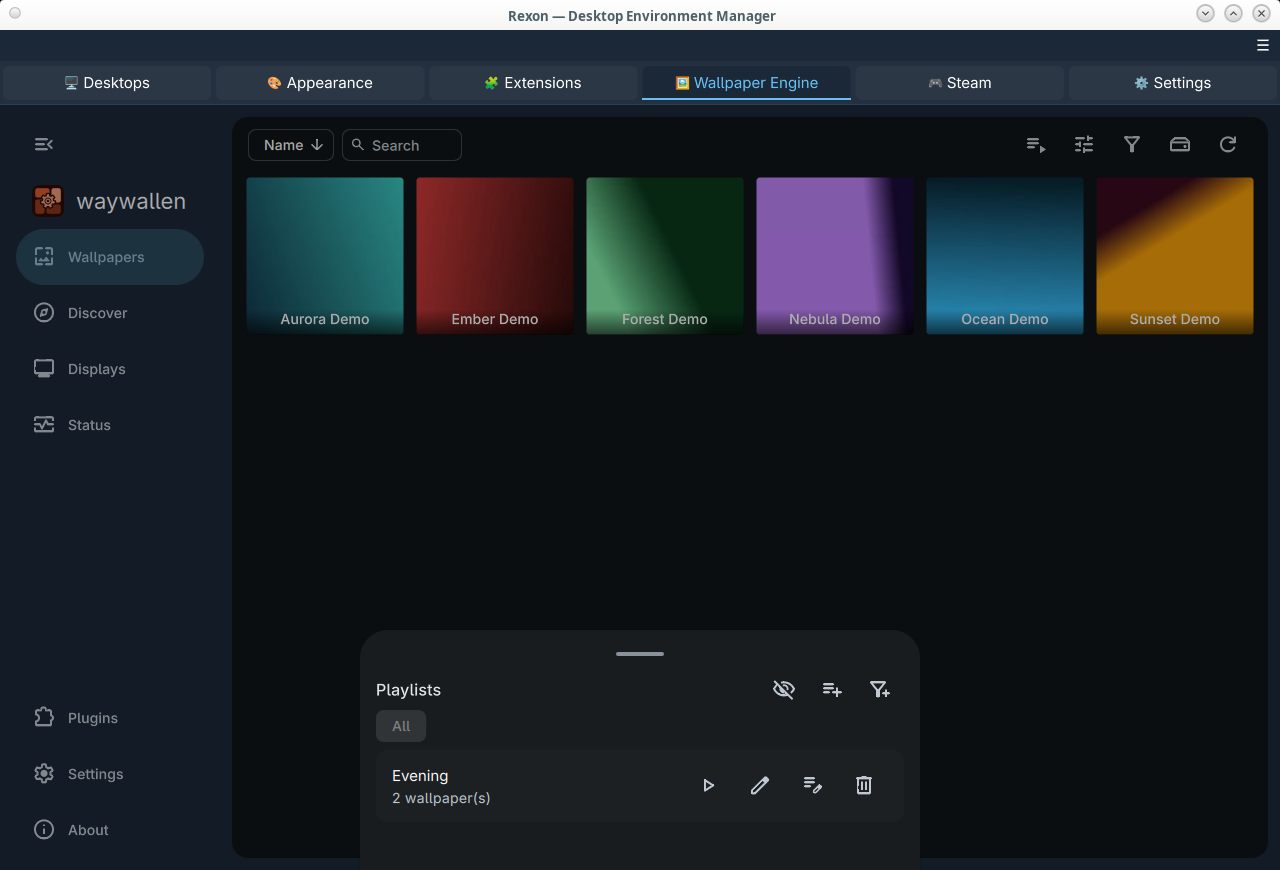 Rexon — Desktop Environment Manager
Desktops
Appearance
Extensions
Wallpaper Engine
Steam
Settings
Name
Search
waywallen
Wallpapers
Discover
Displays
Status
Aurora Demo
Ember Demo
Forest Demo
Nebula Demo
Ocean Demo
Sunset Demo
Playlists
All
Evening
2 wallpaper(s)
Plugins
Settings
About